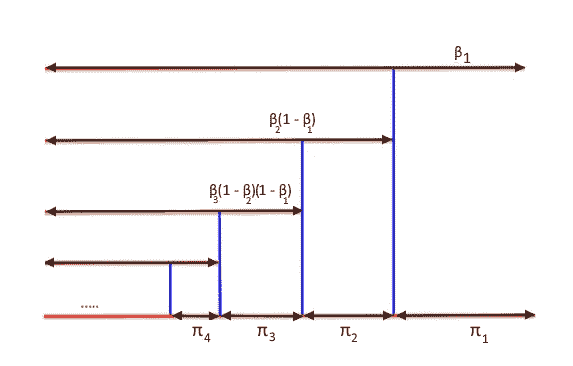 β1
β2(1 - β1)
β3(1 - β2)(1 - β1)
.....
π4 π3 π2 π1